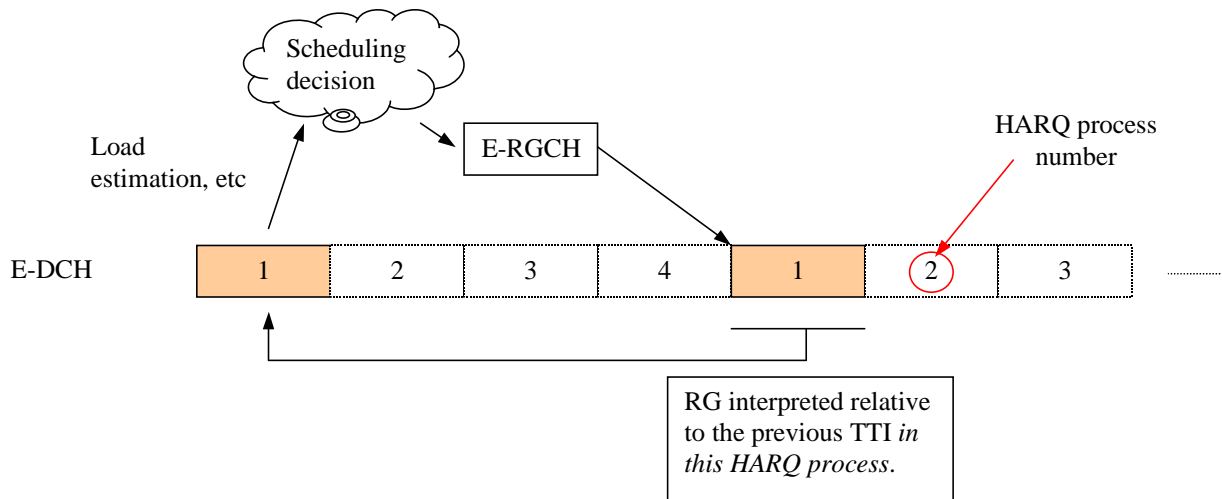 Scheduling
decision
HARQ process
number
E-RGCH
Load
estimation, etc
E-DCH
1
2
3
4
1
2
3
RG interpreted relative
to the previous TTI in
this HARQ process.